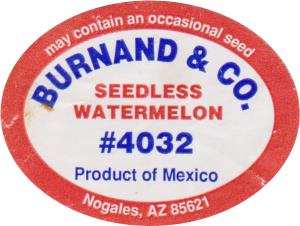 may contain an occasional seed
BURNAND & CO.
SEEDLESS
WATERMELON
#4032
Product of Mexico
Nogales, AZ 85621